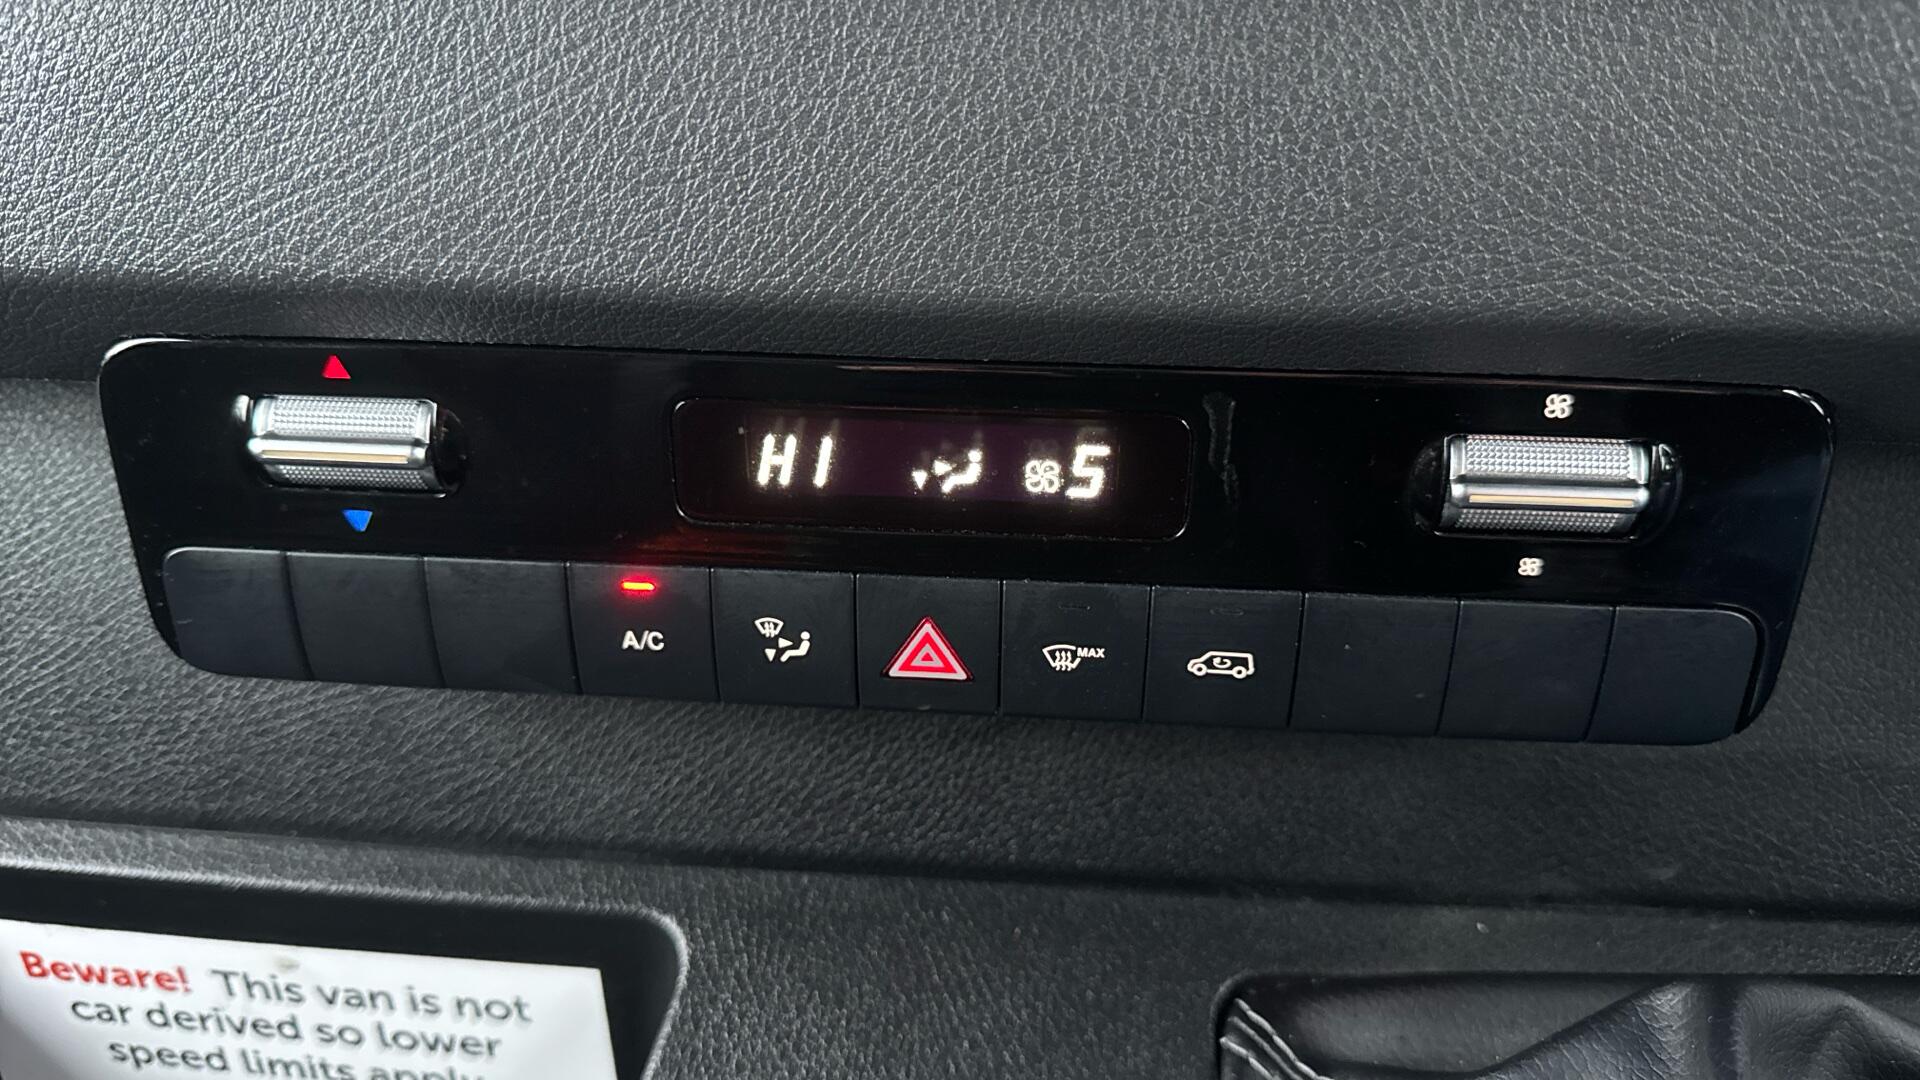 HI 5
A/C
MAX
Beware! This van is not
car derived so lower
speed limits apply